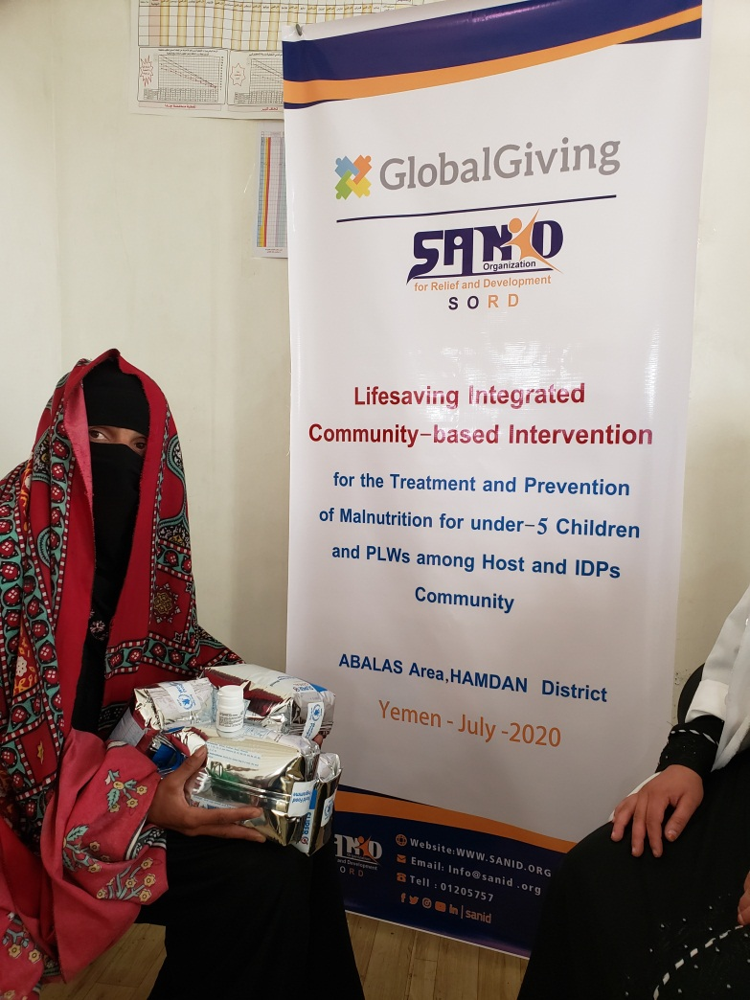 GlobalGiving
SANID
Organization
for Relief and Development
SORD
Lifesaving Integrated
Community-based Intervention
for the Treatment and Prevention
of Malnutrition for under-5 Children
and PLWs among Host and IDPs
Community
ABALAS Area,HAMDAN District
Yemen - July -2020
SANID
and Development
SORD
Website:WWW.SANID.ORG
Email: Info@sanid .org
Tell : 01205757
sanid